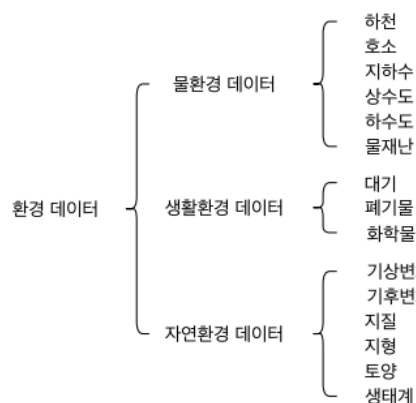 환경 데이터
물환경 데이터
하천
호소
지하수
상수도
하수도
물재난
생활환경 데이터
대기
폐기물
화학물
자연환경 데이터
기상변
기후변
지질
지형
토양
생태계